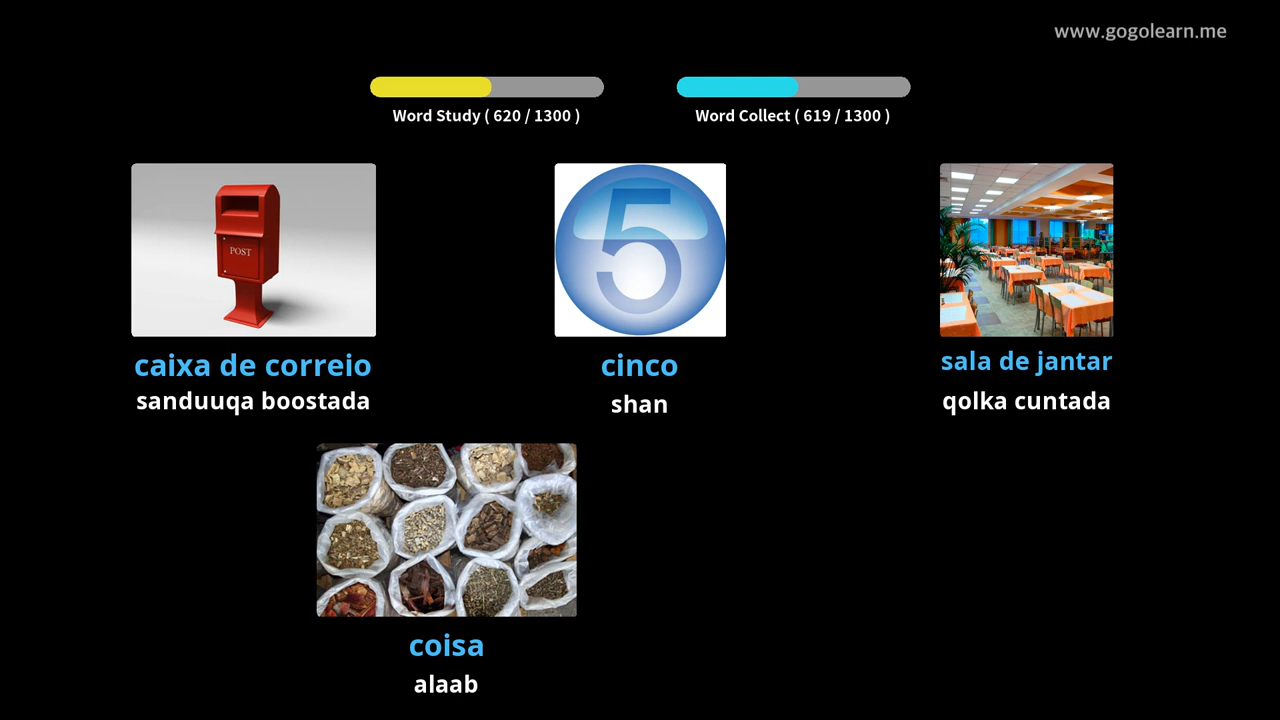 www.gogolearn.me
Word Study ( 620 / 1300 )
Word Collect ( 619 / 1300 )
POST
5
caixa de correio
sanduuqa boostada
cinco
shan
sala de jantar
qolka cuntada
coisa
alaab